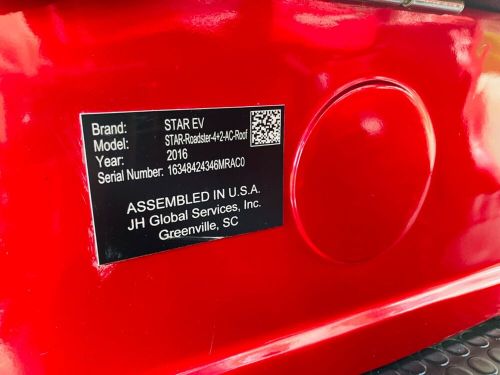 Brand: STAR EV
Model: STAR-Roadster-4+2-AC-Roof
Year: 2016
Serial Number: 16348424346MRAC0
ASSEMBLED IN U.S.A.
JH Global Services, Inc.
Greenville, SC